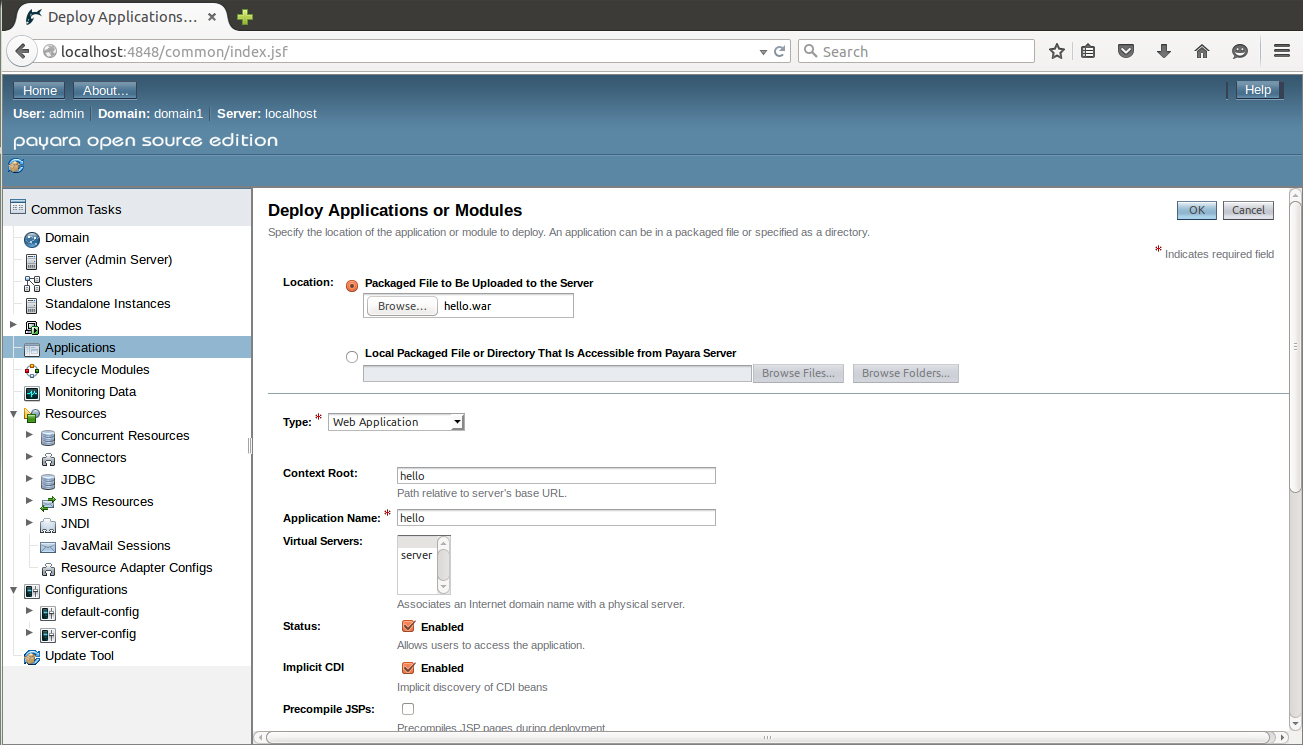 Deploy Applications...
localhost:4848/common/index.jsf
Search
Home About...
Help
User: admin Domain: domain1 Server: localhost
payara open source edition
Common Tasks
Domain
server (Admin Server)
Clusters
Standalone Instances
Nodes
Applications
Lifecycle Modules
Monitoring Data
Resources
Concurrent Resources
Connectors
JDBC
JMS Resources
JNDI
JavaMail Sessions
Resource Adapter Configs
Configurations
default-config
server-config
Update Tool
Deploy Applications or Modules
OK Cancel
Specify the location of the application or module to deploy. An application can be in a packaged file or specified as a directory.
* Indicates required field
Location: Packaged File to Be Uploaded to the Server
Browse... hello.war
Local Packaged File or Directory That Is Accessible from Payara Server
Browse Files... Browse Folders...
Type: * Web Application
Context Root: hello
Path relative to server's base URL.
Application Name: * hello
Virtual Servers:
server
Associates an Internet domain name with a physical server.
Status: Enabled
Allows users to access the application.
Implicit CDI Enabled
Implicit discovery of CDI beans
Precompile JSPs:
Precompiles JSP pages during deployment.